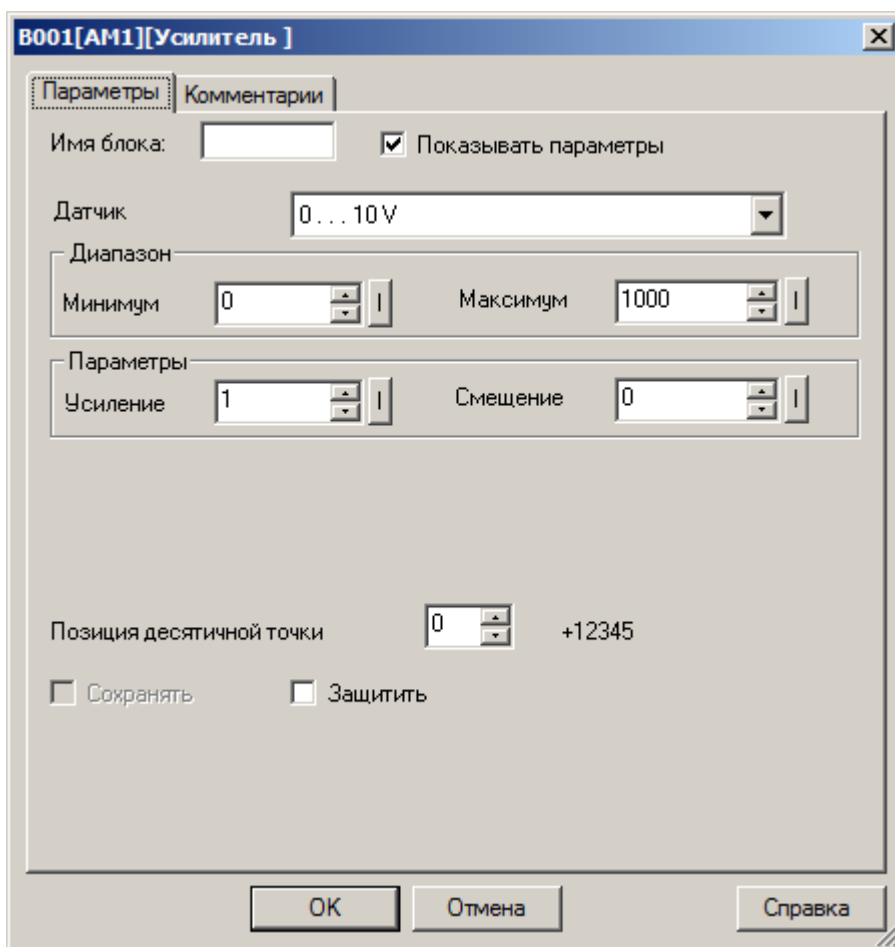 B001[AM1][Усилитель ]
Параметры Комментарии
Имя блока: Показывать параметры
Датчик 0 . . . 10 V
Диапазон
Минимум 0 | Максимум 1000 |
Параметры
Усиление 1 | Смещение 0 |
Позиция десятичной точки 0 +12345
Сохранять Защитить
OK Отмена Справка